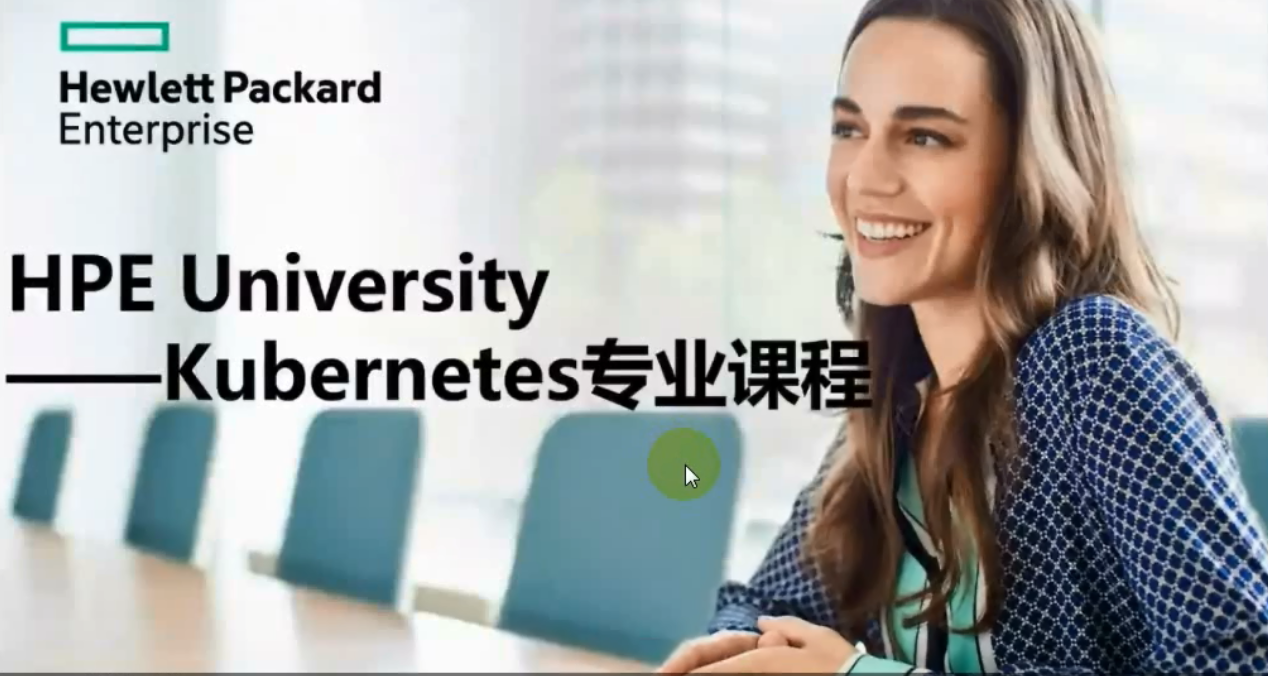 Hewlett Packard
Enterprise
HPE University
——Kubernetes专业课程